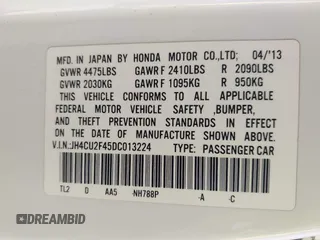 MFD. IN JAPAN BY HONDA MOTOR CO.,LTD; 04/'13
GVWR 4475LBS GAWR F 2410LBS R 2090LBS
GVWR 2030KG GAWR F 1095KG R 950KG
THIS VEHICLE CONFORMS TO ALL APPLICABLE
FEDERAL MOTOR VEHICLE SAFETY ,BUMPER,
AND THEFT PREVENTION STANDARDS IN
EFFECT ON THE DATE OF MANUFACTURE
SHOWN ABOVE.
V.I.N.:JH4CU2F45DC013224 TYPE: PASSENGER CAR
TL2 D AA5 -NH788P -A -C
DREAMBID